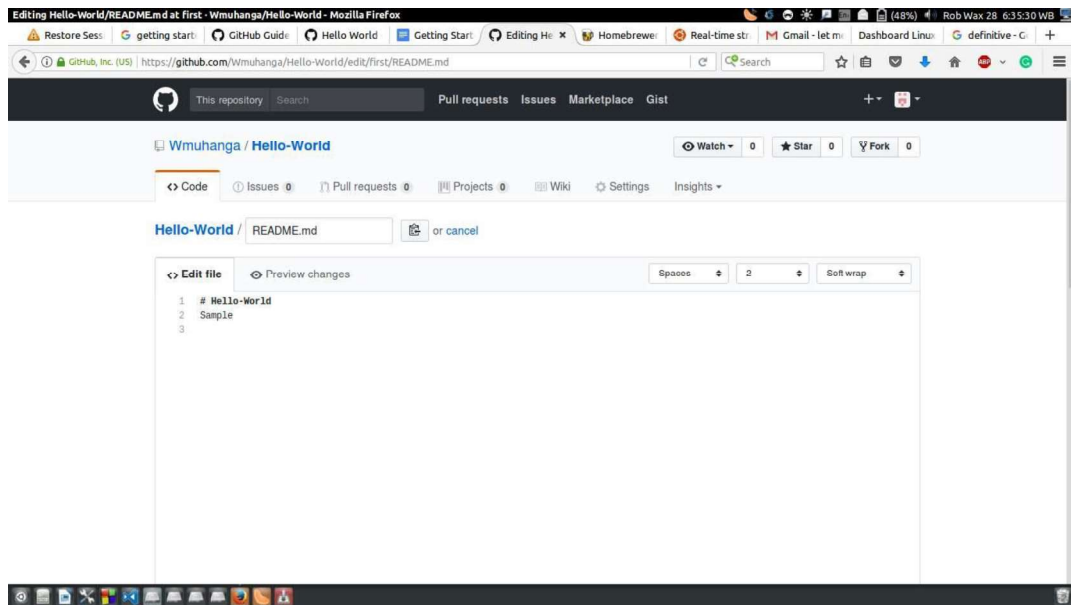 Editing Hello-World/README.md at first - Wmuhanga/Hello-World - Mozilla Firefox
(48%) Rob Wax 28 6:35:30 WB
Restore Sess getting start GitHub Guide Hello World Getting Start Editing He Homebrewer Real-time str Gmail - let m Dashboard Linux definitive - G
GitHub, Inc. (US) https://github.com/Wmuhanga/Hello-World/edit/first/README.md Search
This repository Search Pull requests Issues Marketplace Gist
Wmuhanga / Hello-World Watch 0 Star 0 Fork 0
Code Issues 0 Pull requests 0 Projects 0 Wiki Settings Insights
Hello-World / README.md or cancel
Edit file Preview changes Spaces 2 Soft wrap
1 # Hello-World
2 Sample
3